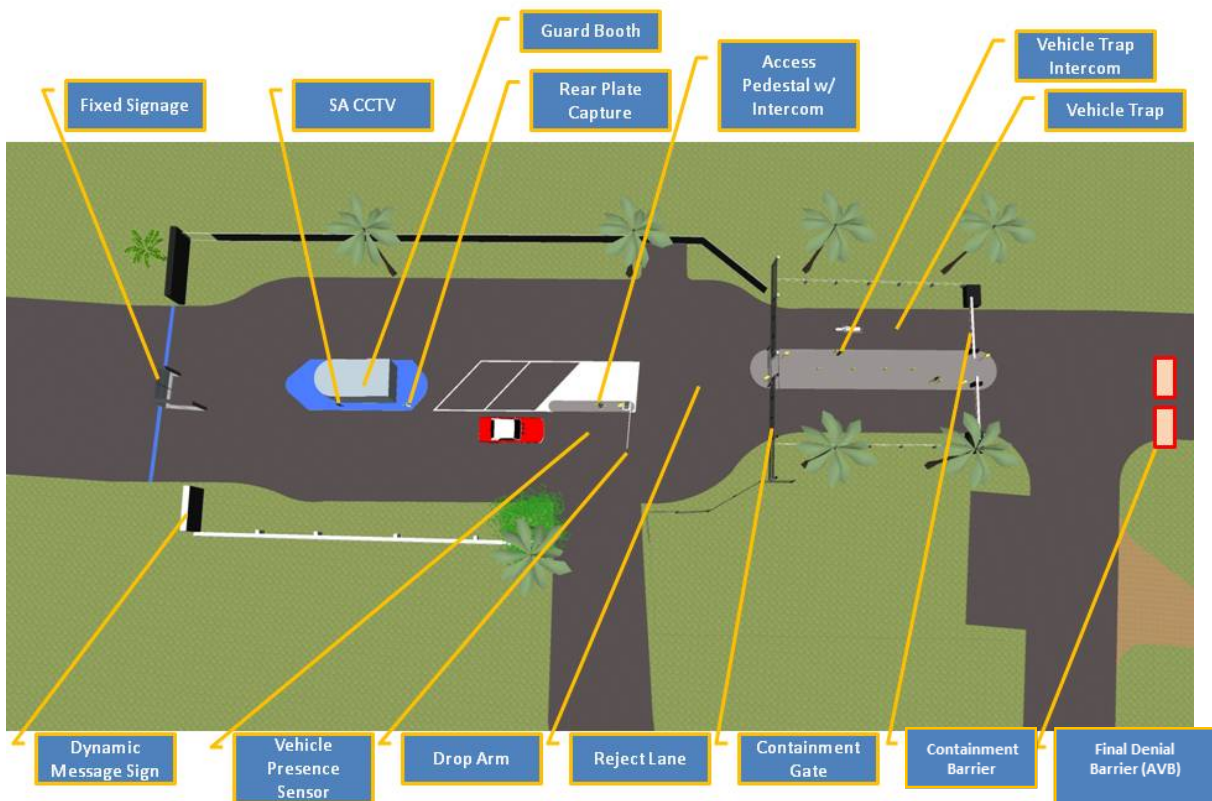 Guard Booth
Fixed Signage
SA CCTV
Rear Plate
Capture
Access
Pedestal w/
Intercom
Vehicle Trap
Intercom
Vehicle Trap
Dynamic
Message Sign
Vehicle
Presence
Sensor
Drop Arm
Reject Lane
Containment
Gate
Containment
Barrier
Final Denial
Barrier (AVB)